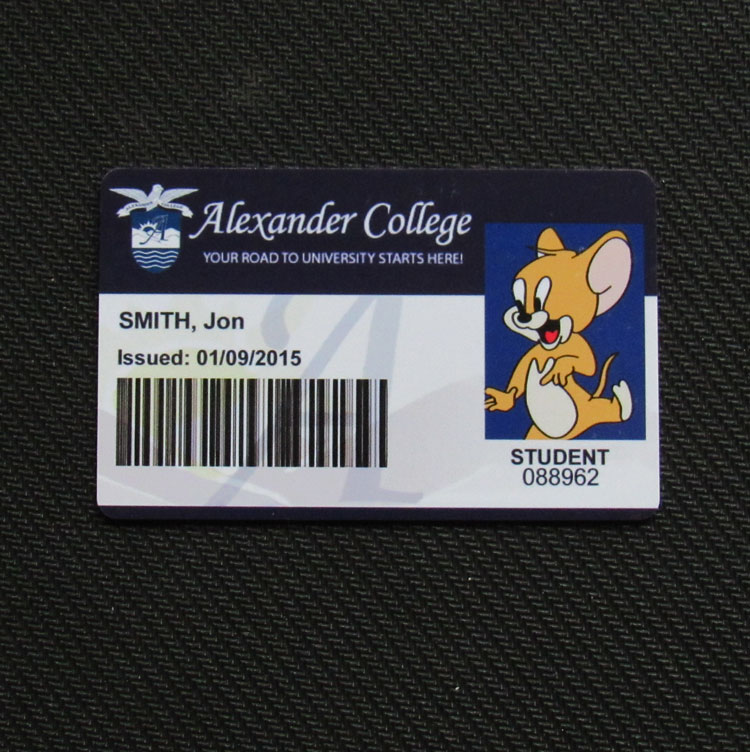 Alexander College
YOUR ROAD TO UNIVERSITY STARTS HERE!
SMITH, Jon
Issued: 01/09/2015
STUDENT
088962